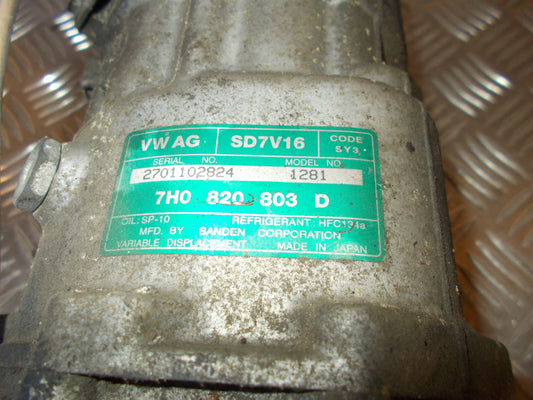 VW AG SD7V16 CODE
SY3
SERIAL NO. MODEL NO.
2701102824 1281
7H0 820 803 D
OIL: SP-10 REFRIGERANT: HFC134a
MFD. BY SANDEN CORPORATION
VARIABLE DISPLACEMENT MADE IN JAPAN